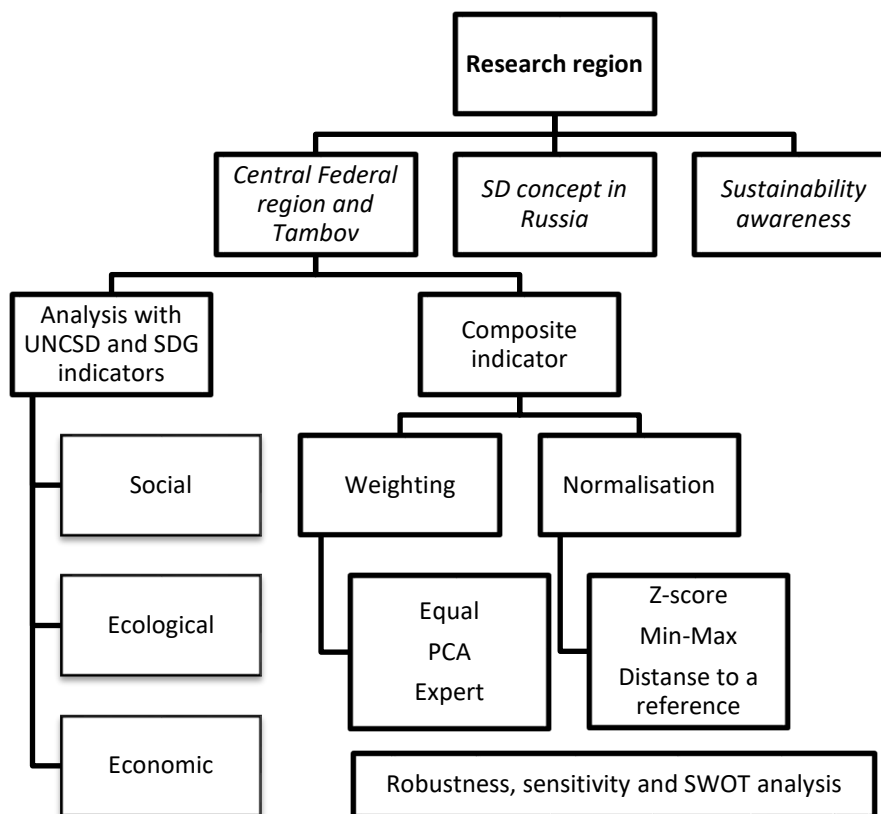 Research region
Central Federal
region and
Tambov
SD concept in
Russia
Sustainability
awareness
Analysis with
UNCSD and SDG
indicators
Composite
indicator
Social
Ecological
Economic
Weighting
Normalisation
Equal
PCA
Expert
Z-score
Min-Max
Distanse to a
reference
Robustness, sensitivity and SWOT analysis